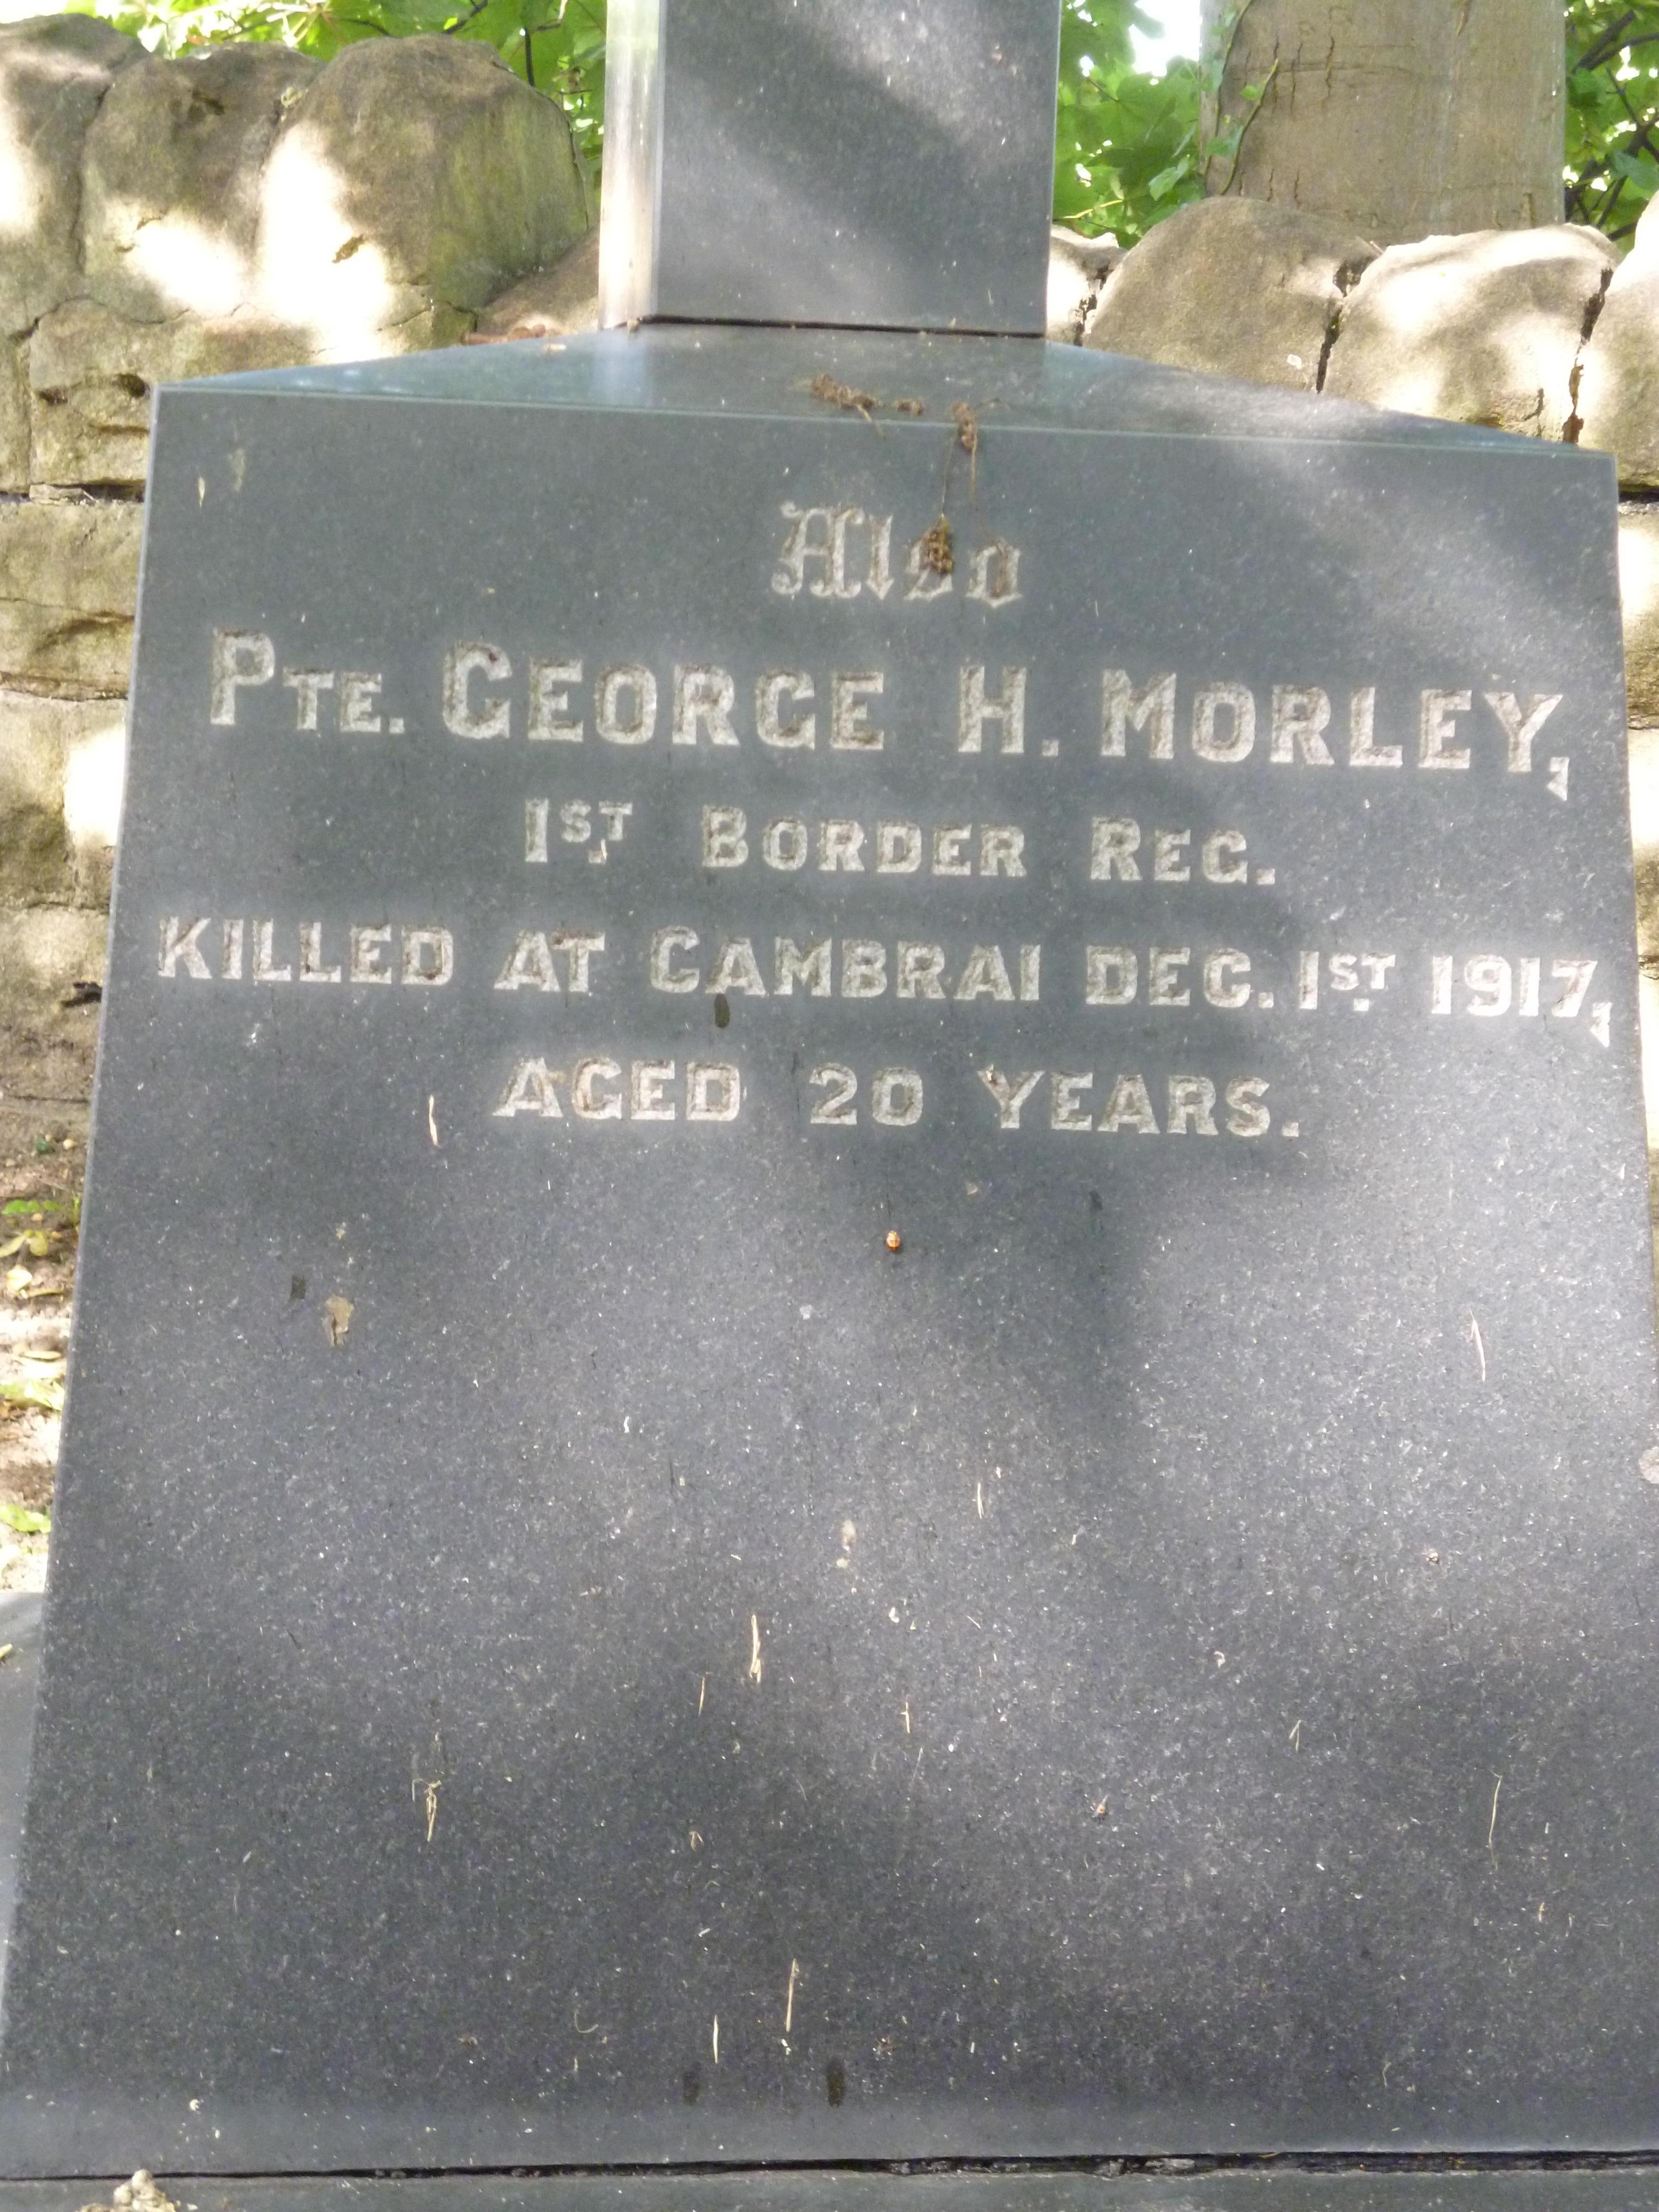 Also
PTE. GEORGE H. MORLEY,
1ST BORDER REG.
KILLED AT CAMBRAI DEC. 1ST 1917,
AGED 20 YEARS.